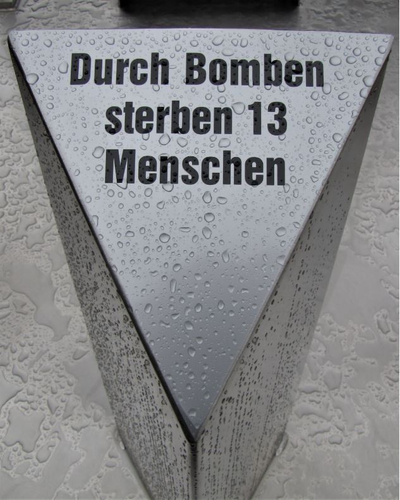 Durch Bomben
sterben 13
Menschen